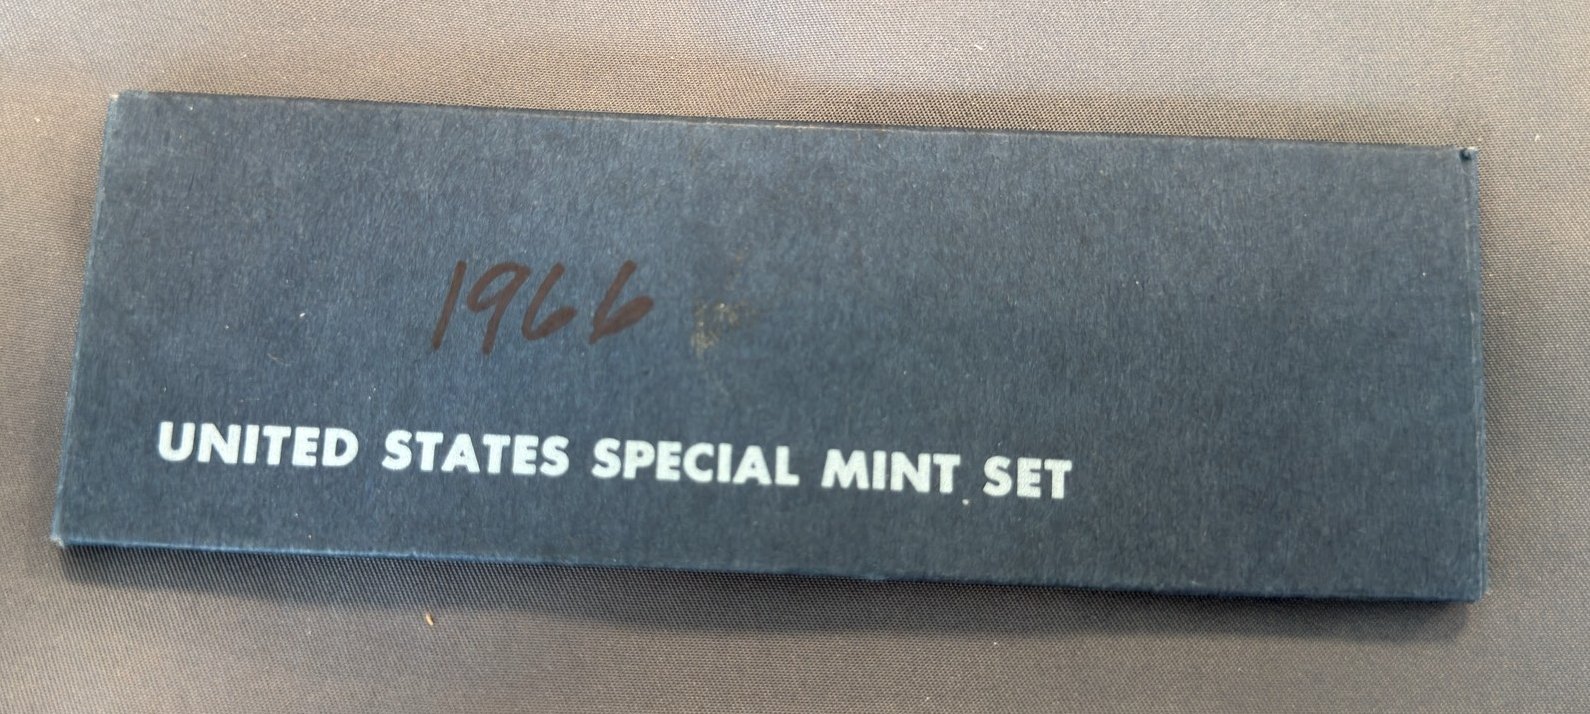 1966
UNITED STATES SPECIAL MINT SET